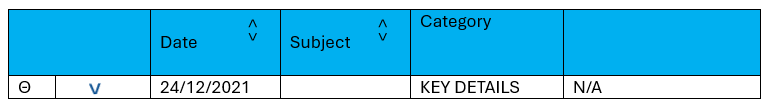 Date ^ v Subject ^ v Category
Θ v 24/12/2021 KEY DETAILS N/A